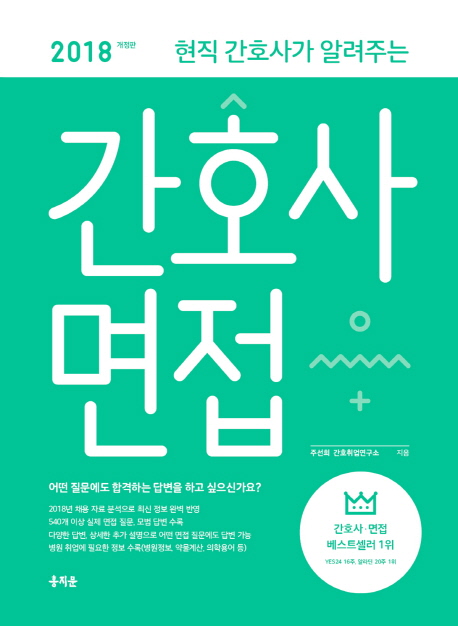 2018 개정판 현직 간호사가 알려주는
간호사
면접
주선희 간호취업연구소 지음
어떤 질문에도 합격하는 답변을 하고 싶으신가요?
2018년 채용 자료 분석으로 최신 정보 완벽 반영
540개 이상 실제 면접 질문, 모범 답변 수록
다양한 답변, 상세한 추가 설명으로 어떤 면접 질문에도 답변 가능
병원 취업에 필요한 정보 수록(병원정보, 약물계산, 의학용어 등)
간호사·면접
베스트셀러 1위
YES24 16주, 알라딘 20주 1위
홍지문